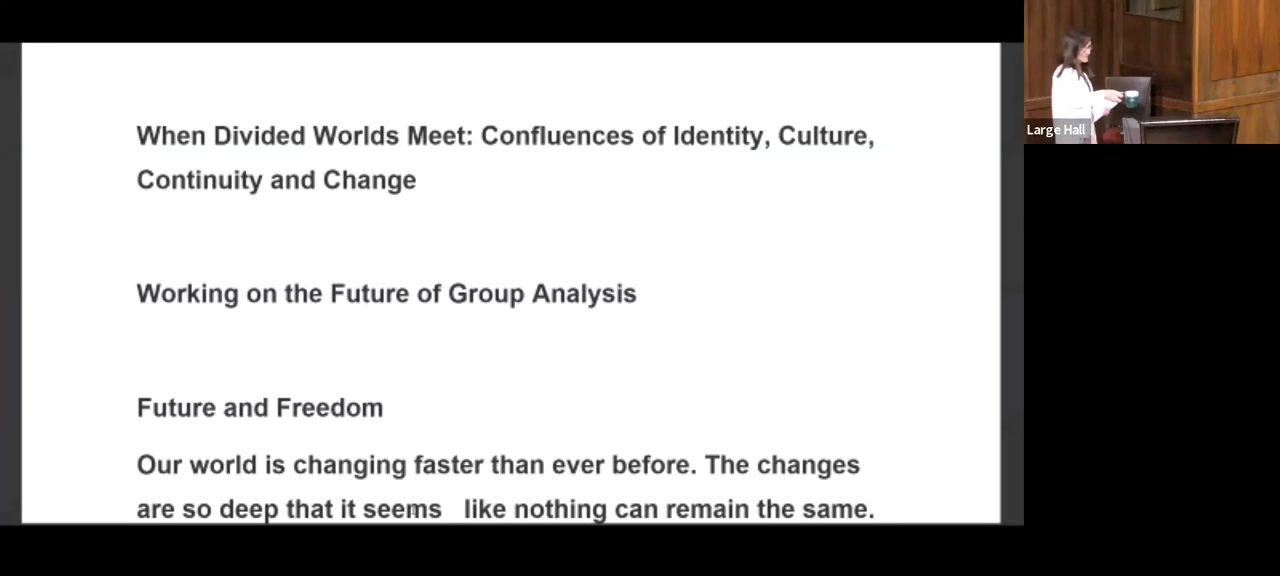 When Divided Worlds Meet: Confluences of Identity, Culture,
Continuity and Change
Working on the Future of Group Analysis
Future and Freedom
Our world is changing faster than ever before. The changes
are so deep that it seems like nothing can remain the same.
Large Hall